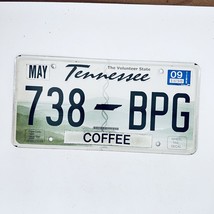 The Volunteer State
MAY Tennessee 09
738 BPG
COFFEE